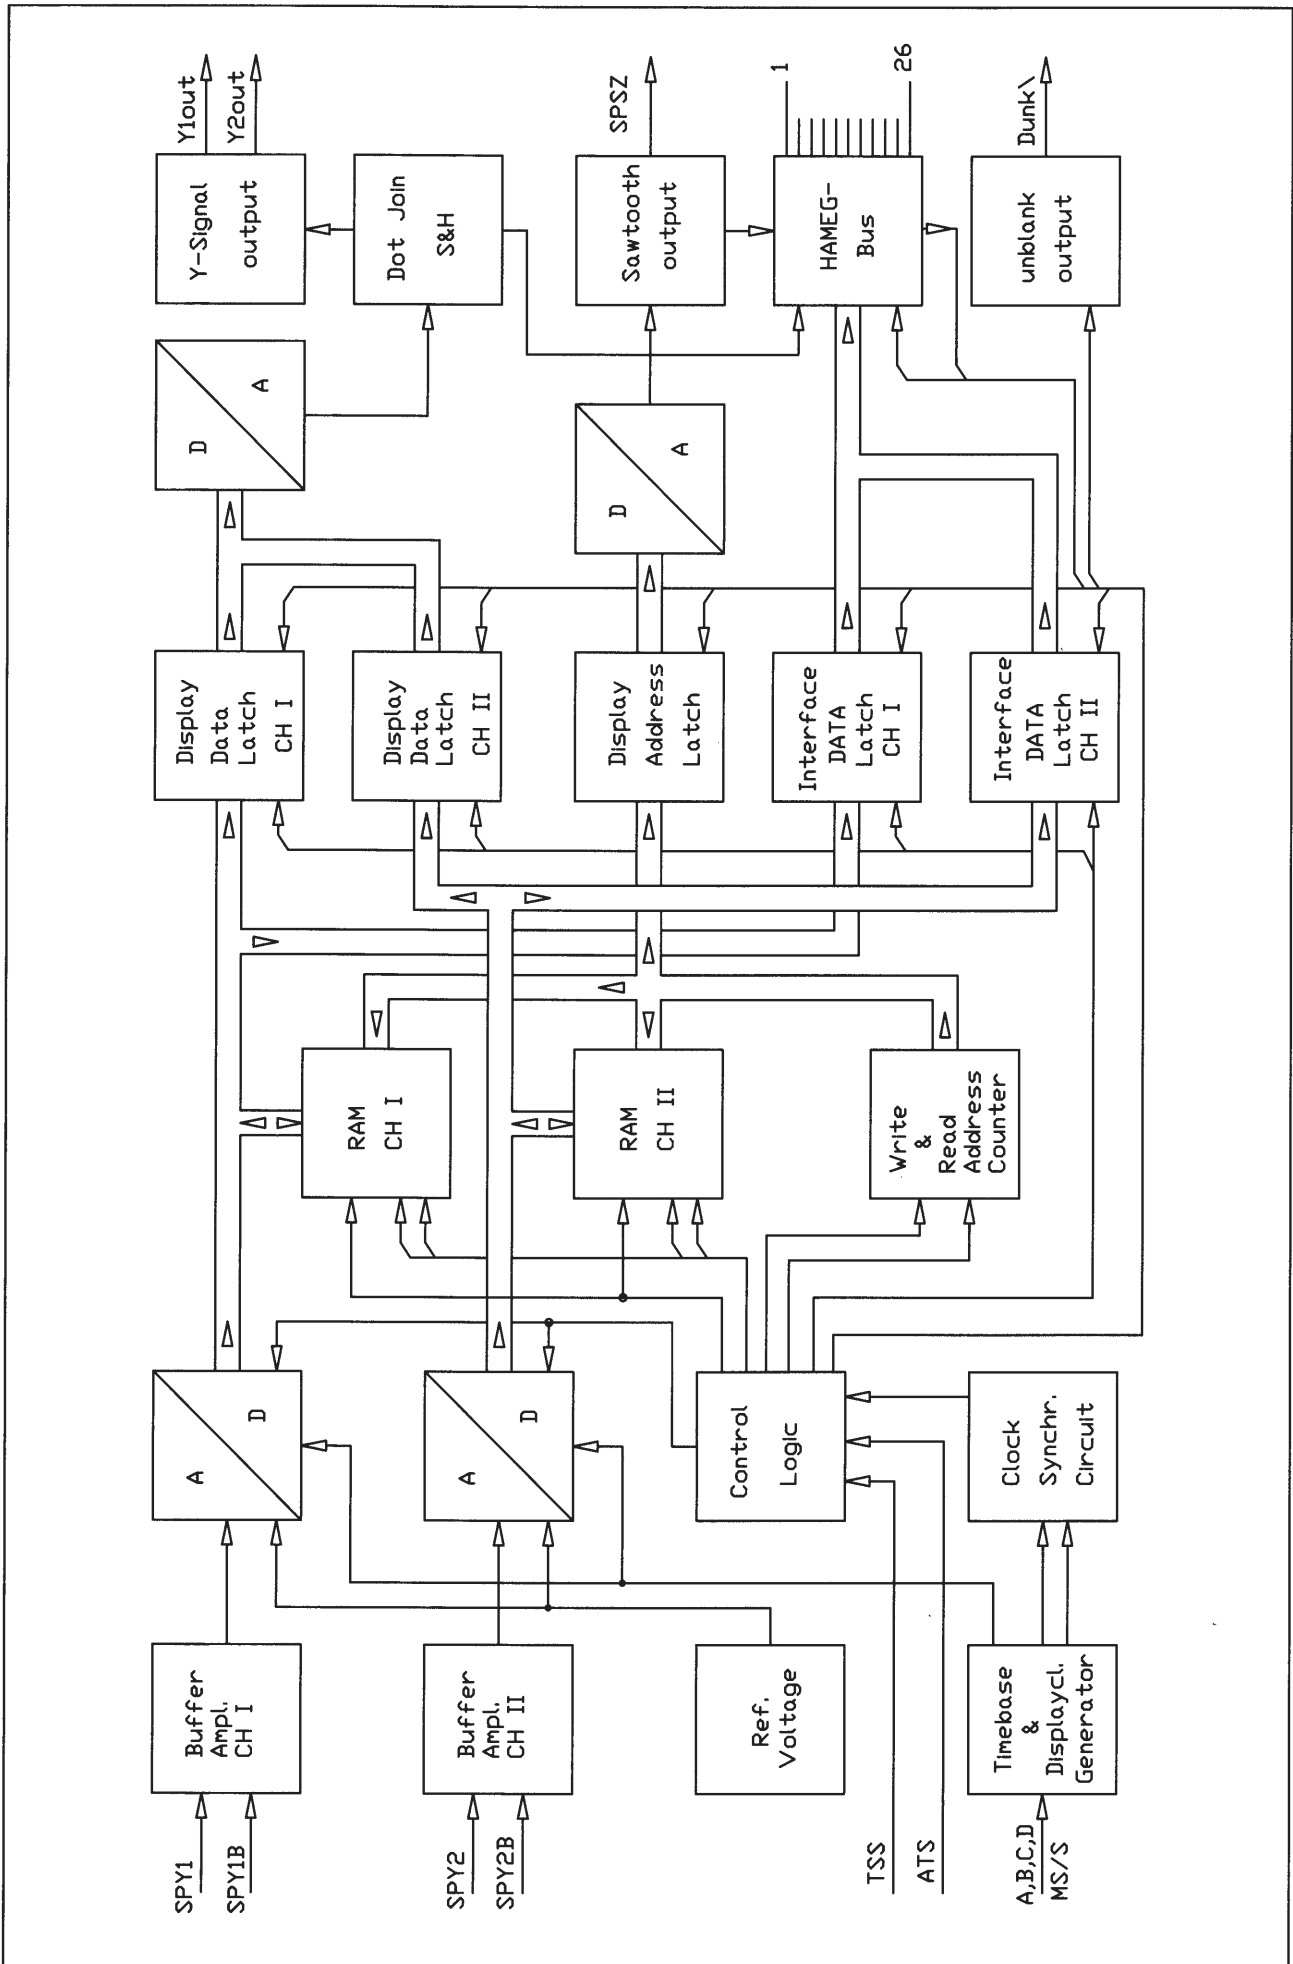 SPY1
SPY1B
Buffer
Ampl.
CH I
A
D
Display
Data
Latch
CH I
D
A
Y-Signal
output
Y1out
Y2out
RAM
CH I
Display
Data
Latch
CH II
Dot Join
S&H
SPY2
SPY2B
Buffer
Ampl.
CH II
A
D
RAM
CH II
Display
Address
Latch
D
A
Sawtooth
output
SPSZ
Ref.
Voltage
Control
Logic
Interface
DATA
Latch
CH I
HAMEG-
Bus
1
26
TSS
ATS
Write
&
Read
Address
Counter
A,B,C,D
MS/S
Timebase
&
Displaycl.
Generator
Clock
Synchr.
Circuit
Interface
DATA
Latch
CH II
unblank
output
Dunk\